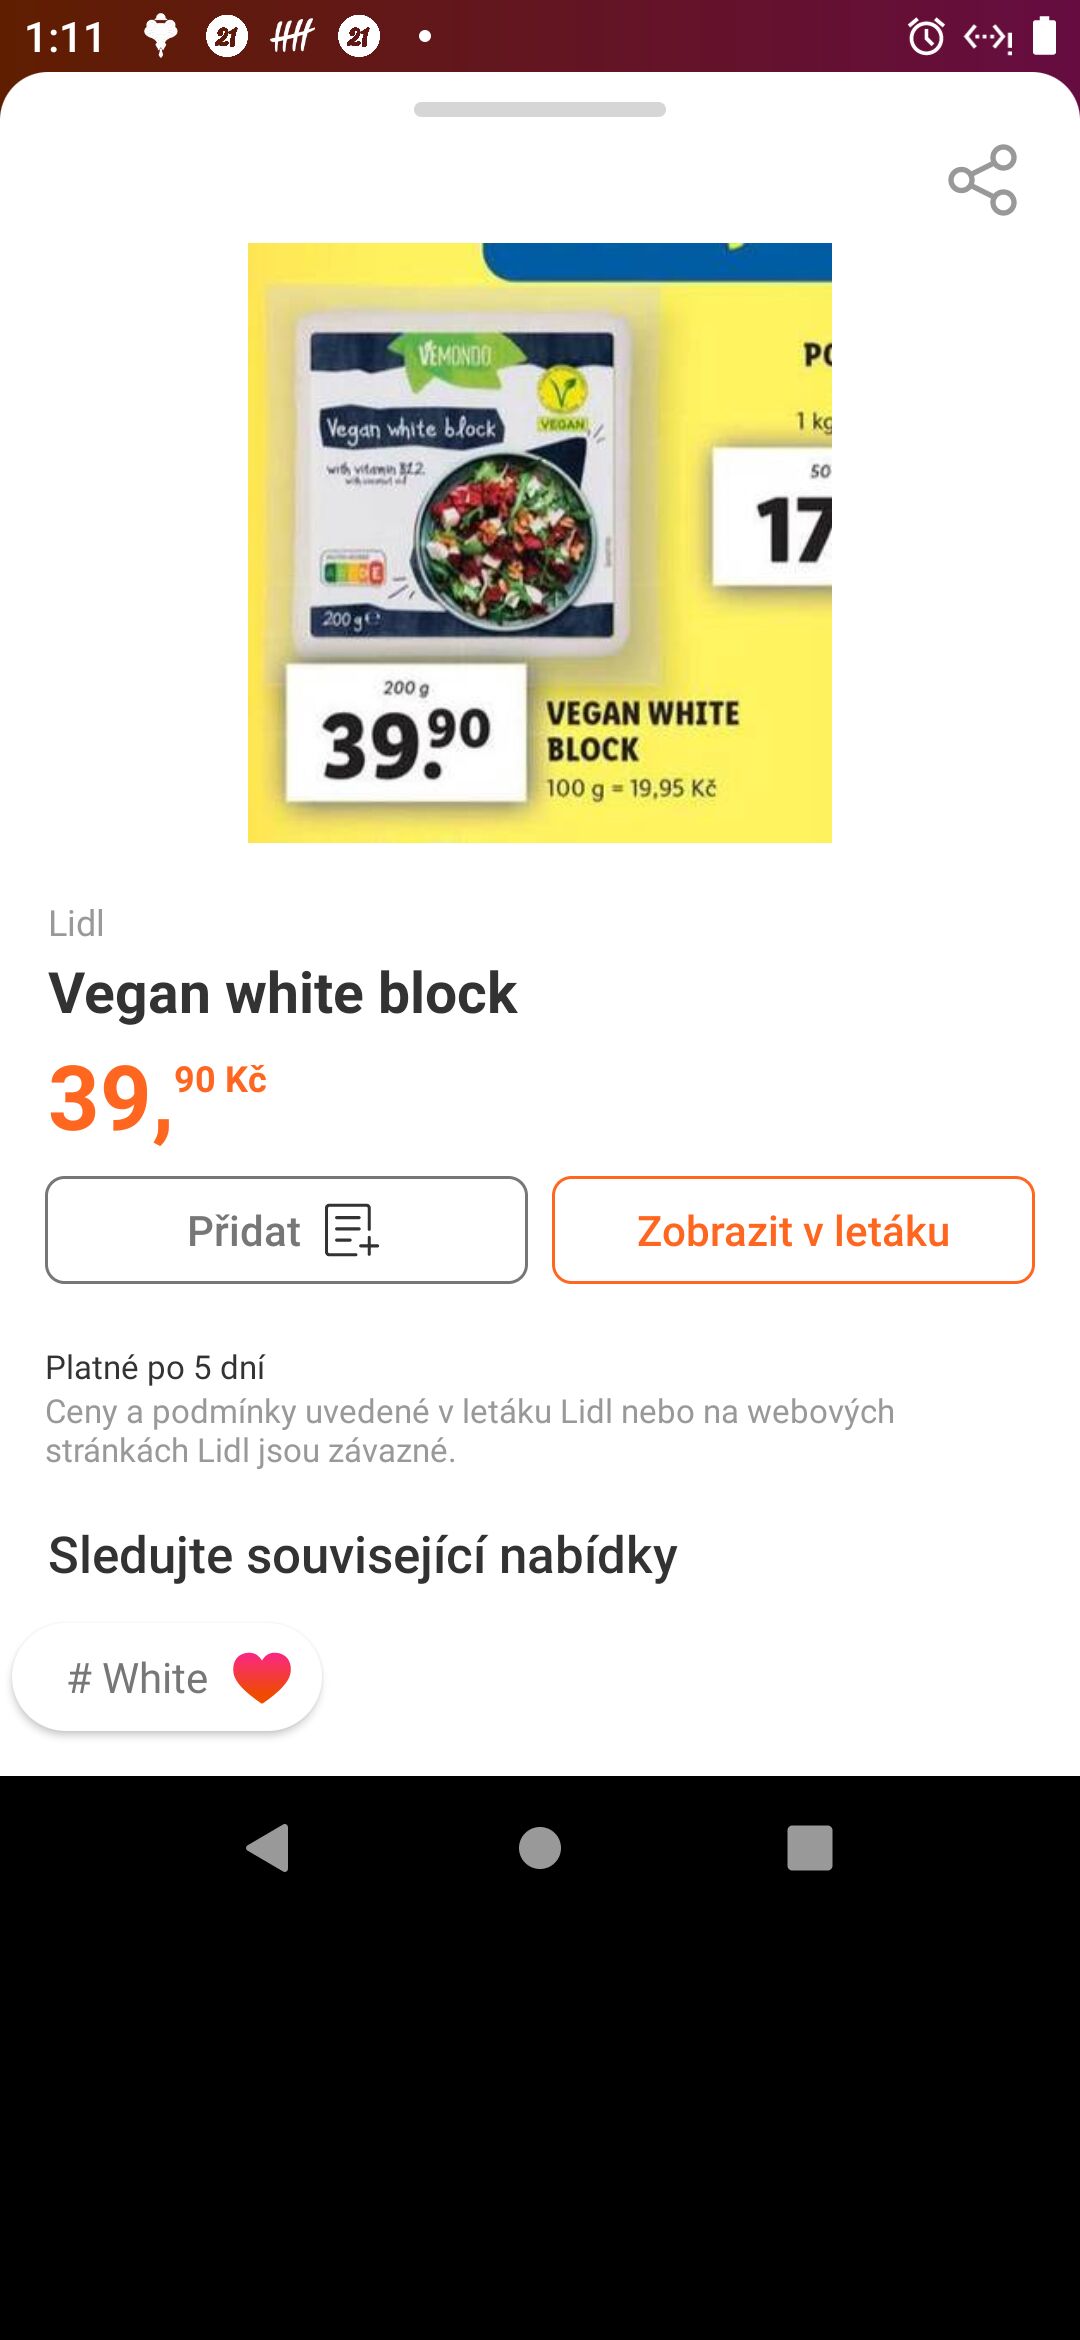 1:11
21
21
VEMONDO
Vegan white block
VEGAN
with vitamin B12
200 g e
PO
1 kg
50
17
200 g
39.90
VEGAN WHITE
BLOCK
100 g = 19,95 Kč
Lidl
Vegan white block
39,90 Kč
Přidat
Zobrazit v letáku
Platné po 5 dní
Ceny a podmínky uvedené v letáku Lidl nebo na webových
stránkách Lidl jsou závazné.
Sledujte související nabídky
# White